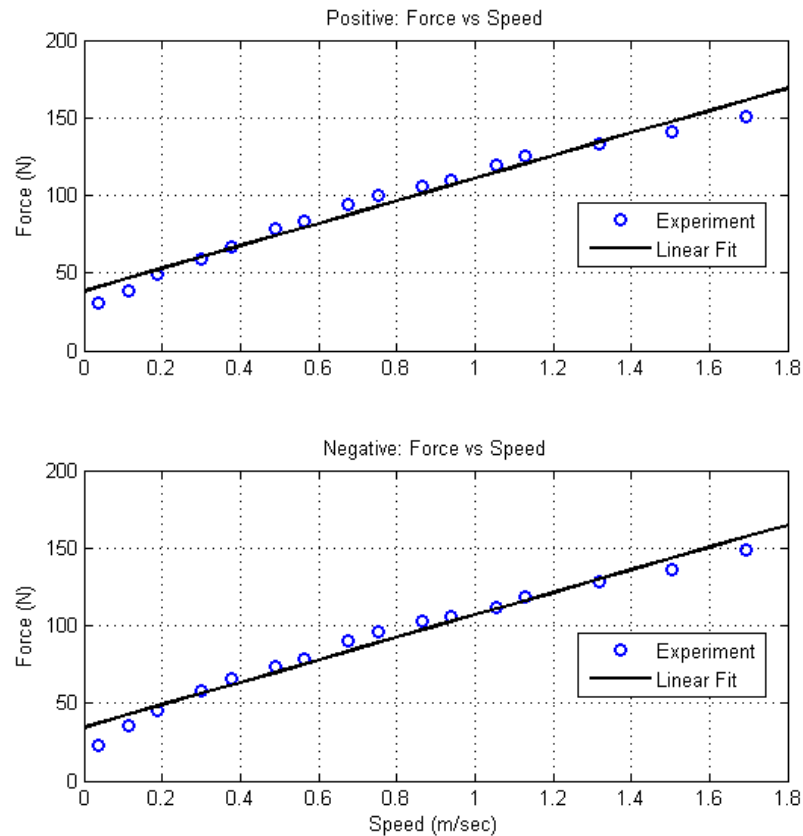 Positive: Force vs Speed
200
150
100
50
0
Force (N)
Experiment
Linear Fit
0 0.2 0.4 0.6 0.8 1 1.2 1.4 1.6 1.8
Negative: Force vs Speed
200
150
100
50
0
Force (N)
Experiment
Linear Fit
0 0.2 0.4 0.6 0.8 1 1.2 1.4 1.6 1.8
Speed (m/sec)